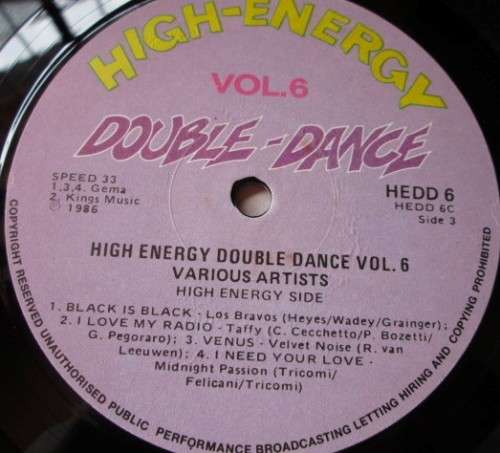 HIGH-ENERGY
VOL.6
DOUBLE-DANCE
SPEED 33
1,3,4. Gema
2. Kings Music
℗ 1986
HEDD 6
HEDD 6C
Side 3
HIGH ENERGY DOUBLE DANCE VOL. 6
VARIOUS ARTISTS
HIGH ENERGY SIDE
1. BLACK IS BLACK - Los Bravos (Heyes/Wadey/Grainger);
2. I LOVE MY RADIO - Taffy (C. Cecchetto/P. Bozetti/
G. Pegoraro); 3. VENUS - Velvet Noise (R. van
Leeuwen); 4. I NEED YOUR LOVE -
Midnight Passion (Tricomi/
Felicani/Tricomi)
COPYRIGHT RESERVED UNAUTHORISED PUBLIC PERFORMANCE BROADCASTING LETTING HIRING AND COPYING PROHIBITED